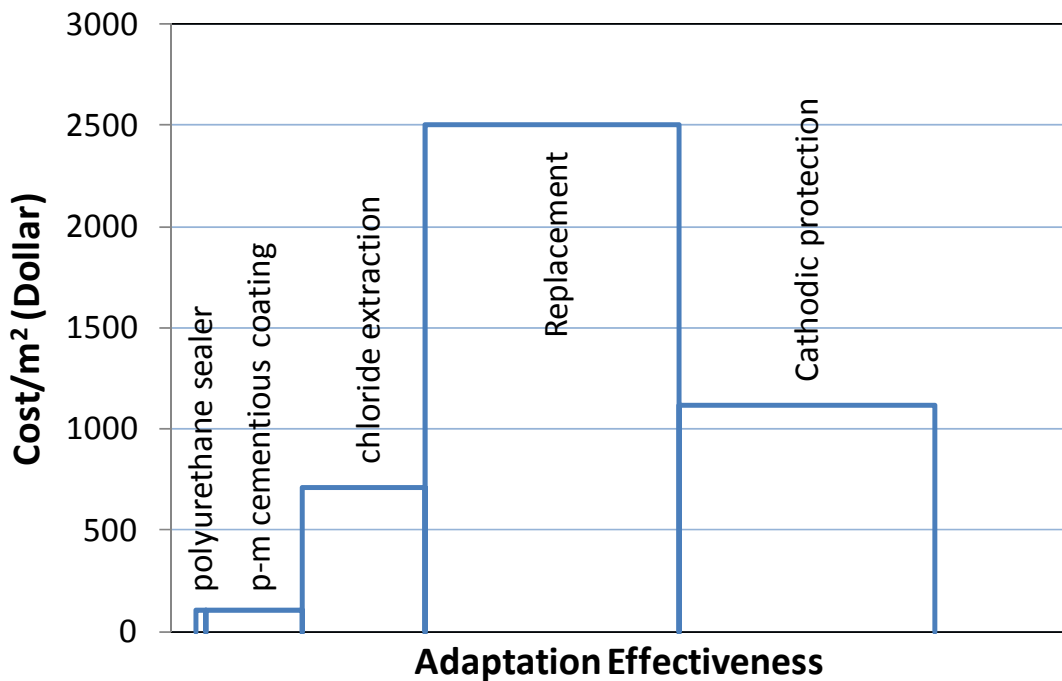 3000
2500
2000
1500
1000
500
0
Cost/m² (Dollar)
polyurethane sealer
p-m cementious coating
chloride extraction
Replacement
Cathodic protection
Adaptation Effectiveness